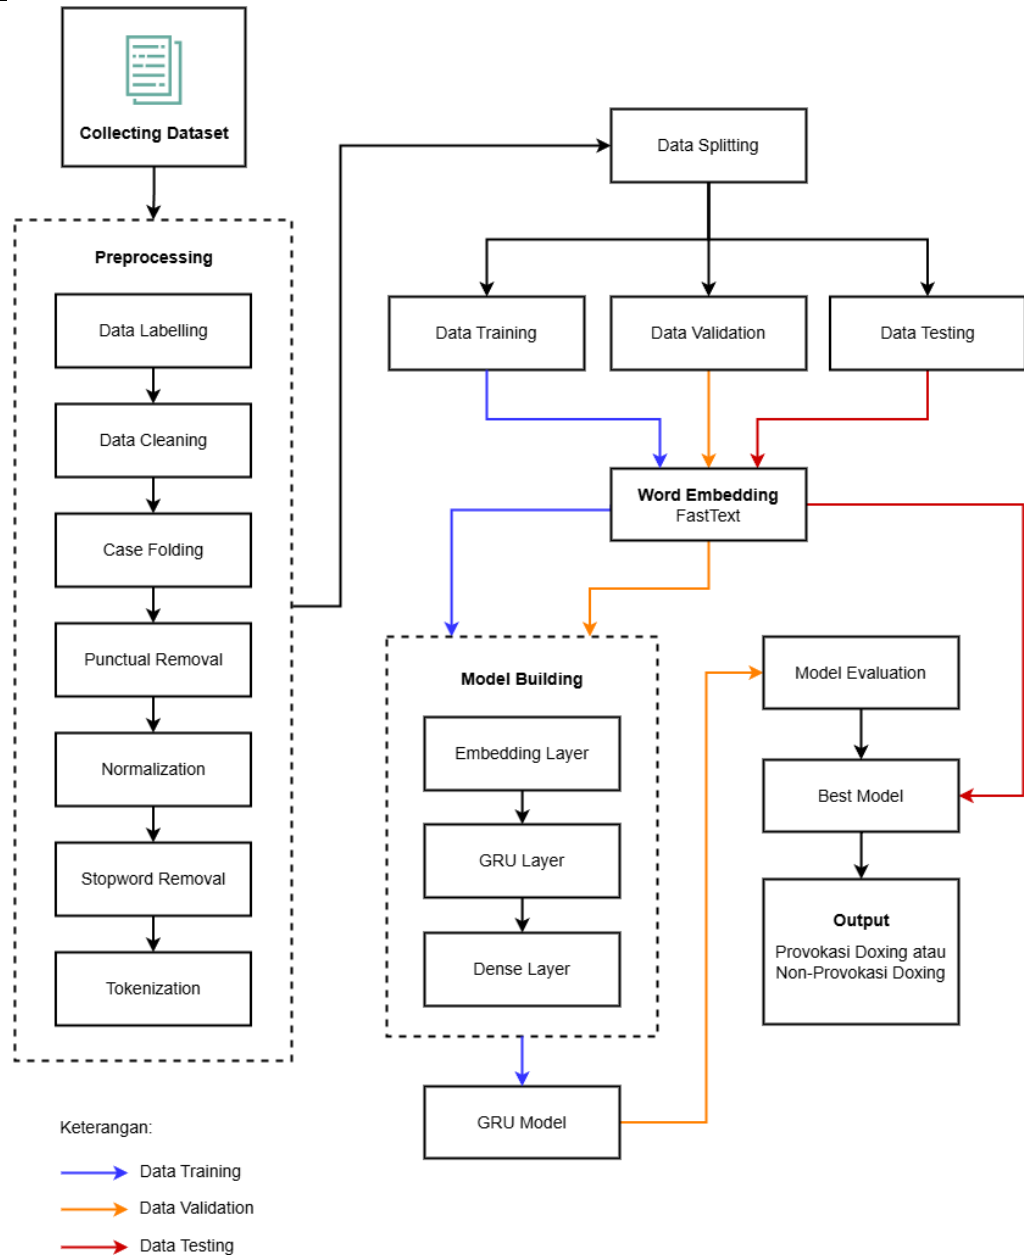 Collecting Dataset
Preprocessing
Data Labelling
Data Cleaning
Case Folding
Punctual Removal
Normalization
Stopword Removal
Tokenization
Data Splitting
Data Training
Data Validation
Data Testing
Word Embedding
FastText
Model Building
Embedding Layer
GRU Layer
Dense Layer
GRU Model
Model Evaluation
Best Model
Output
Provokasi Doxing atau
Non-Provokasi Doxing
Keterangan:
Data Training
Data Validation
Data Testing